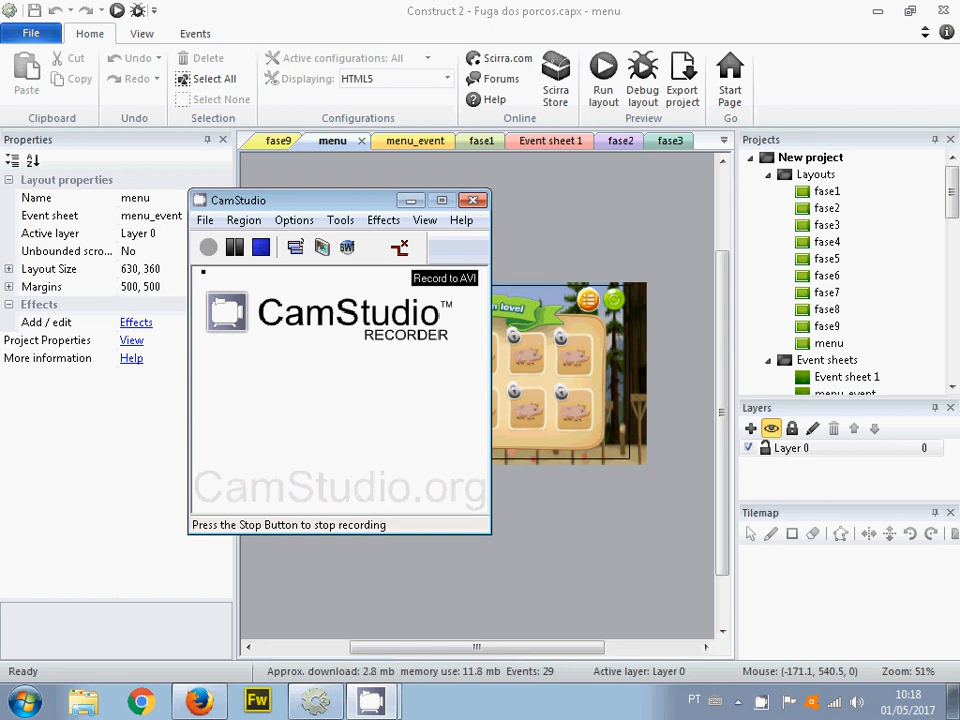 Construct 2 - Fuga dos porcos.capx - menu
File
Home
View
Events
Paste
Cut
Copy
Clipboard
Undo
Redo
Undo
Delete
Select All
Select None
Selection
Active configurations: All
Displaying: HTML5
Configurations
Scirra.com
Forums
Help
Scirra Store
Online
Run layout
Debug layout
Export project
Preview
Start Page
Go
Properties
Layout properties
Name menu
Event sheet menu_event
Active layer Layer 0
Unbounded scro... No
Layout Size 630, 360
Margins 500, 500
Effects
Add / edit Effects
Project Properties View
More information Help
fase9
menu
menu_event
fase1
Event sheet 1
fase2
fase3
CamStudio
File Region Options Tools Effects View Help
SWF
Record to AVI
CamStudio™
RECORDER
CamStudio.org
Press the Stop Button to stop recording
level
Projects
New project
Layouts
fase1
fase2
fase3
fase4
fase5
fase6
fase7
fase8
fase9
menu
Event sheets
Event sheet 1
menu_event
Layers
Layer 0 0
Tilemap
Ready
Approx. download: 2.8 mb memory use: 11.8 mb Events: 29
Active layer: Layer 0
Mouse: (-171.1, 540.5, 0)
Zoom: 51%
Fw
PT
10:18
01/05/2017